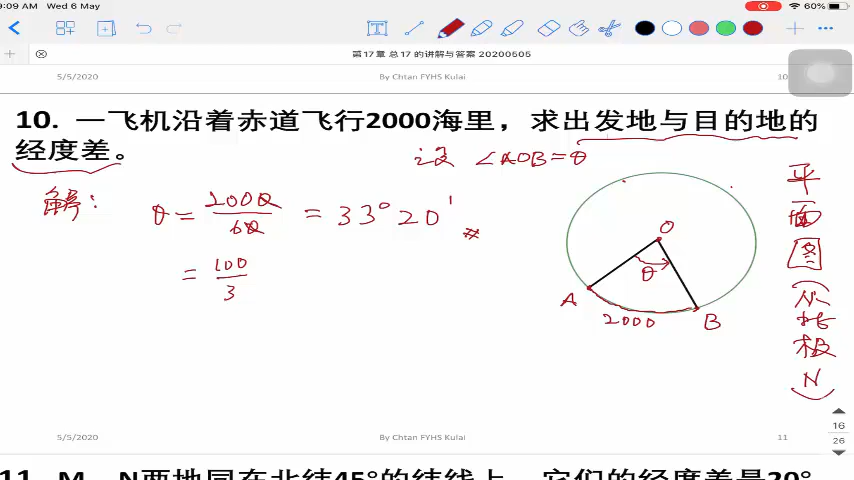 9:09 AM Wed 6 May
60%
第17章 总17的讲解与答案 20200505
5/5/2020 By Chtan FYHS Kulai 10
10. 一飞机沿着赤道飞行2000海里，求出发地与目的地的
经度差。
设 ∠AOB=θ
解：
θ = 2000/60 = 33°20' #
= 100/3
O
θ
A
B
2000
平面图(从北极N)
16
26
5/5/2020 By Chtan FYHS Kulai 11
11. M、N两地同在北纬45°的纬线上，它们的经度差是20°